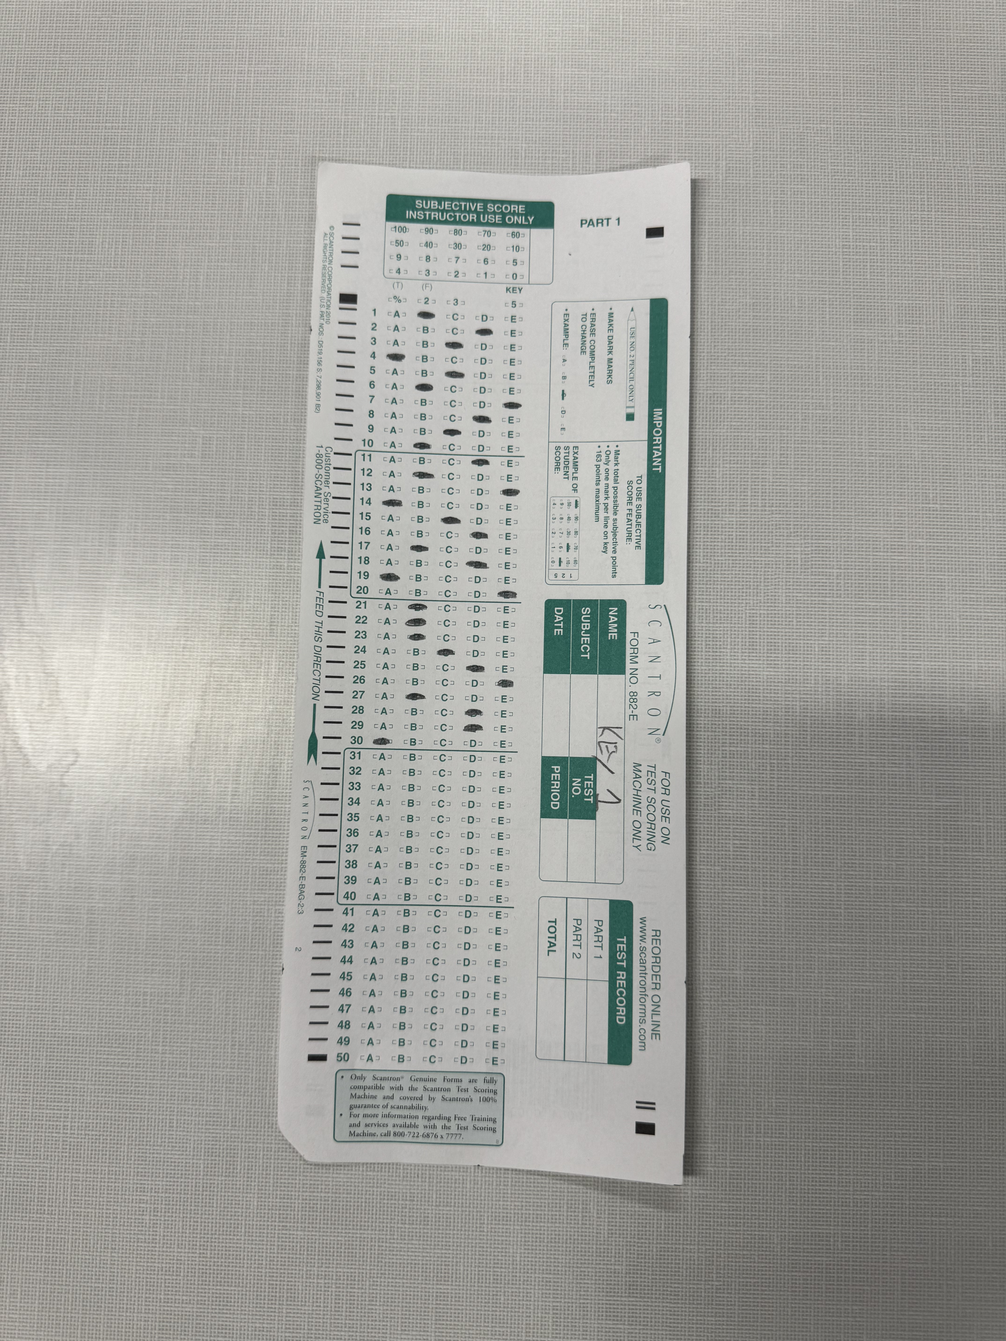 SUBJECTIVE SCORE
INSTRUCTOR USE ONLY
100 90 80 70 60
50 40 30 20 10
9 8 7 6 5
4 3 2 1 0
PART 1
(T) (F) KEY
% 2 3 5
1 A C D E
2 A B C E
3 A B D E
4 B C D E
5 A B D E
6 A C D E
7 A B C D
8 A B C E
9 A B D E
10 A C D E
11 A B C E
12 A C D E
13 A B C D
14 B C D E
15 A B D E
16 A B C E
17 A C D E
18 A B C E
19 B C D E
20 A B C D
21 A C D E
22 A C D E
23 A C D E
24 A B D E
25 A B C E
26 A B C D
27 A C D E
28 A B C E
29 A B C E
30 B C D E
31 A B C D E
32 A B C D E
33 A B C D E
34 A B C D E
35 A B C D E
36 A B C D E
37 A B C D E
38 A B C D E
39 A B C D E
40 A B C D E
41 A B C D E
42 A B C D E
43 A B C D E
44 A B C D E
45 A B C D E
46 A B C D E
47 A B C D E
48 A B C D E
49 A B C D E
50 A B C D E
• Only Scantron® Genuine Forms are fully
compatible with the Scantron Test Scoring
Machine and covered by Scantron's 100%
guarantee of scannability.
• For more information regarding Free Training
and services available with the Test Scoring
Machine, call 800-722-6876 x 7777.
IMPORTANT
USE NO. 2 PENCIL ONLY
• MAKE DARK MARKS
• ERASE COMPLETELY
TO CHANGE
• EXAMPLE: A B D E
TO USE SUBJECTIVE
SCORE FEATURE:
• Mark total possible subjective points
• Only one mark per line on key
• 163 points maximum
EXAMPLE OF
STUDENT
SCORE:
SCANTRON®
FORM NO. 882-E
FOR USE ON
TEST SCORING
MACHINE ONLY
NAME KEY
SUBJECT
TEST
NO.
DATE
PERIOD
REORDER ONLINE
www.scantronforms.com
TEST RECORD
PART 1
PART 2
TOTAL
© SCANTRON CORPORATION 2010
ALL RIGHTS RESERVED.
Customer Service
1-800-SCANTRON
FEED THIS DIRECTION
SCANTRON EM-882-E-BAG-2:3
2